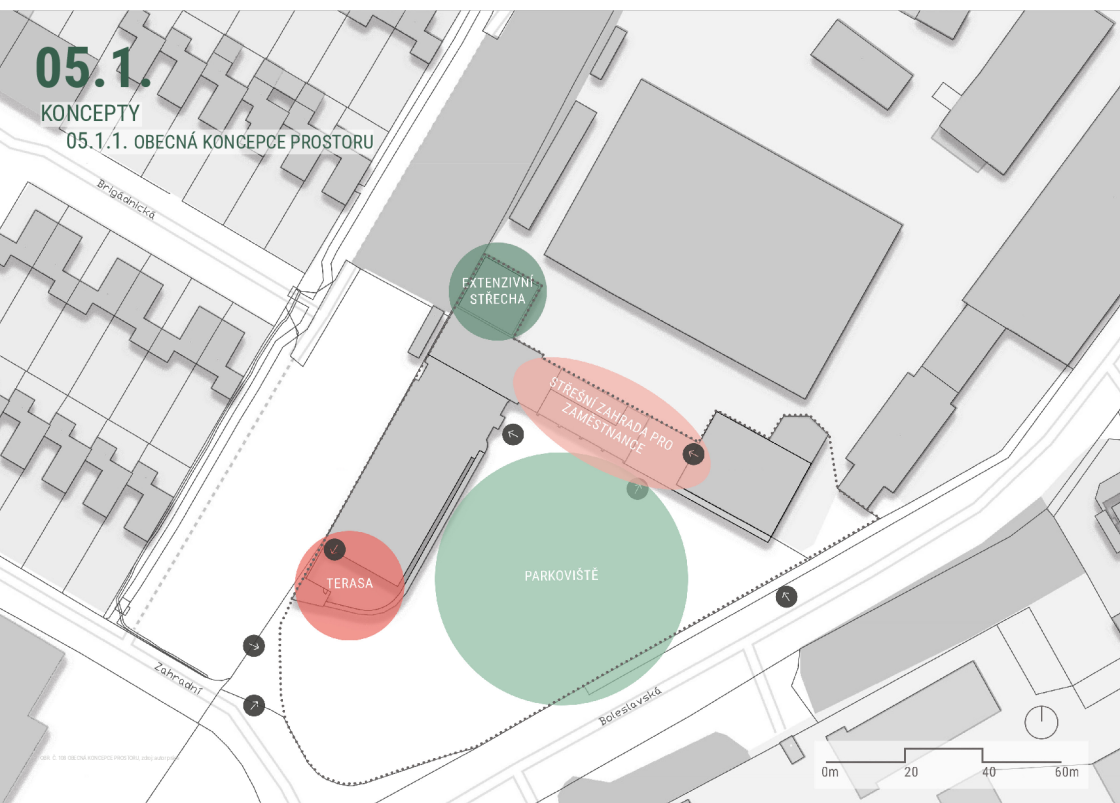 05.1.
KONCEPTY
05.1.1. OBECNÁ KONCEPCE PROSTORU
Brigádnická
EXTENZIVNÍ
STŘECHA
STŘEŠNÍ ZAHRADA PRO
ZAMĚSTNANCE
PARKOVIŠTĚ
TERASA
Zahradní
Boleslavská
0m
20
40
60m